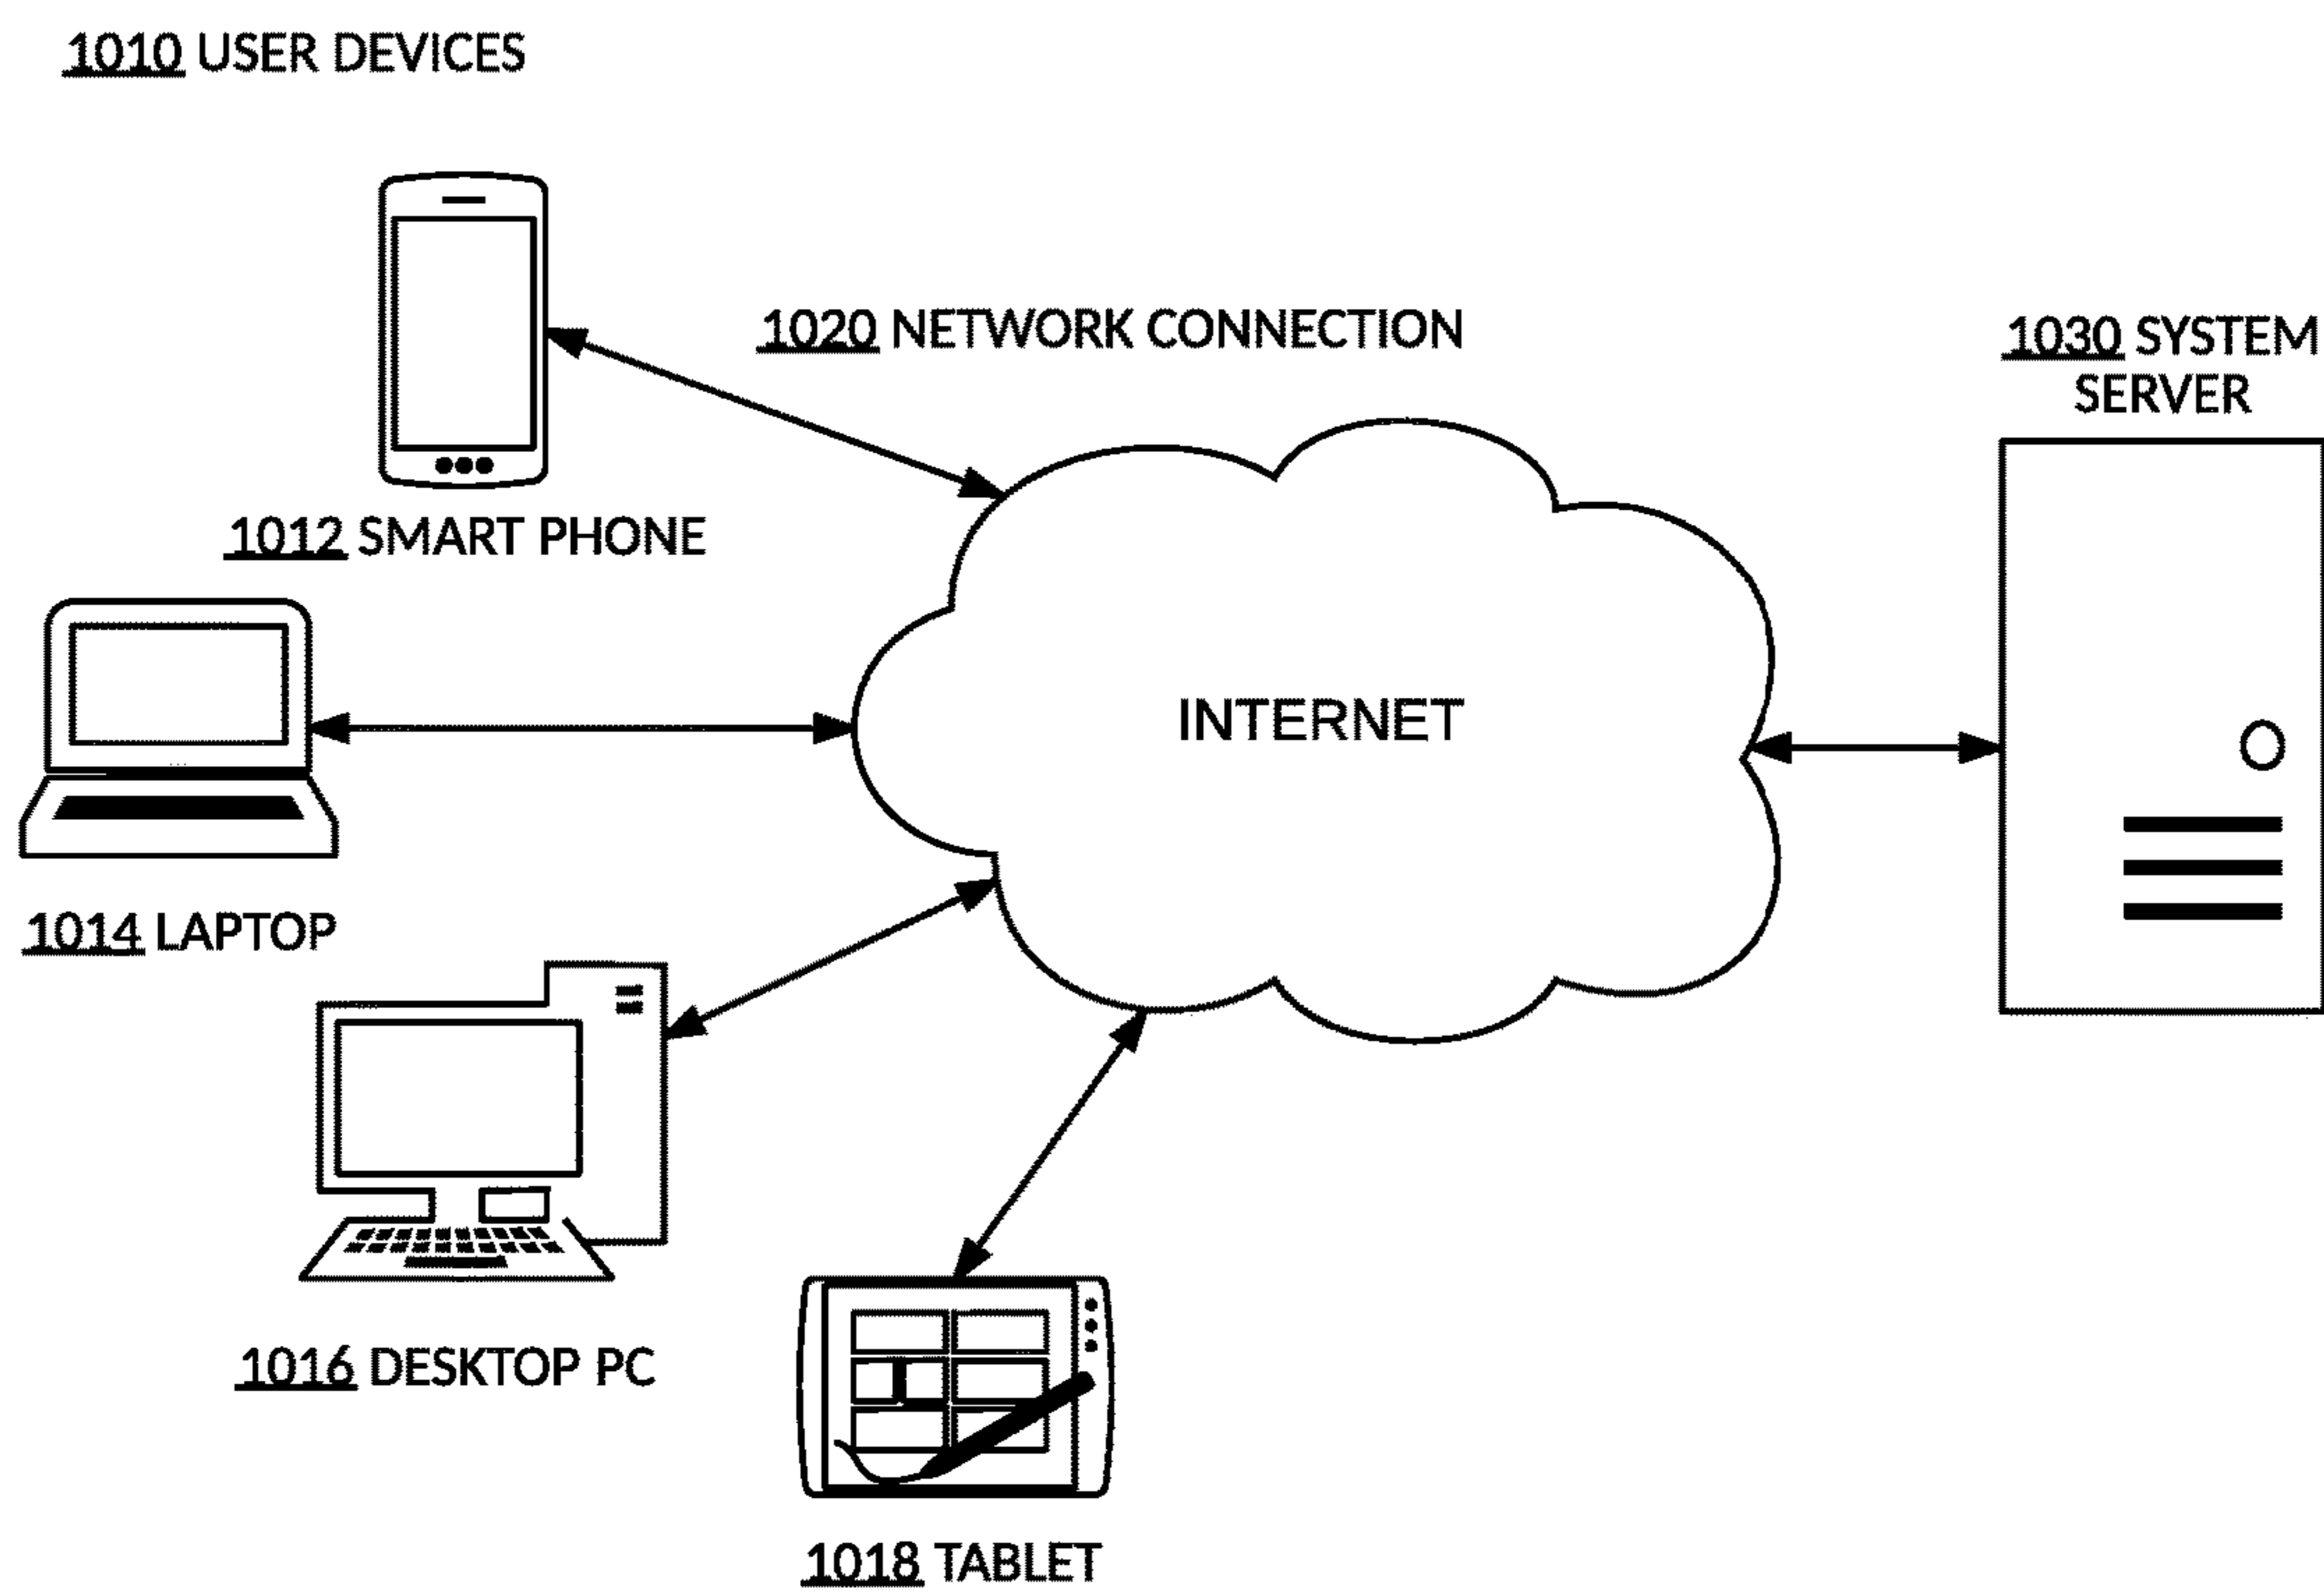 1010 USER DEVICES
1020 NETWORK CONNECTION
1030 SYSTEM
SERVER
1012 SMART PHONE
INTERNET
1014 LAPTOP
1016 DESKTOP PC
1018 TABLET